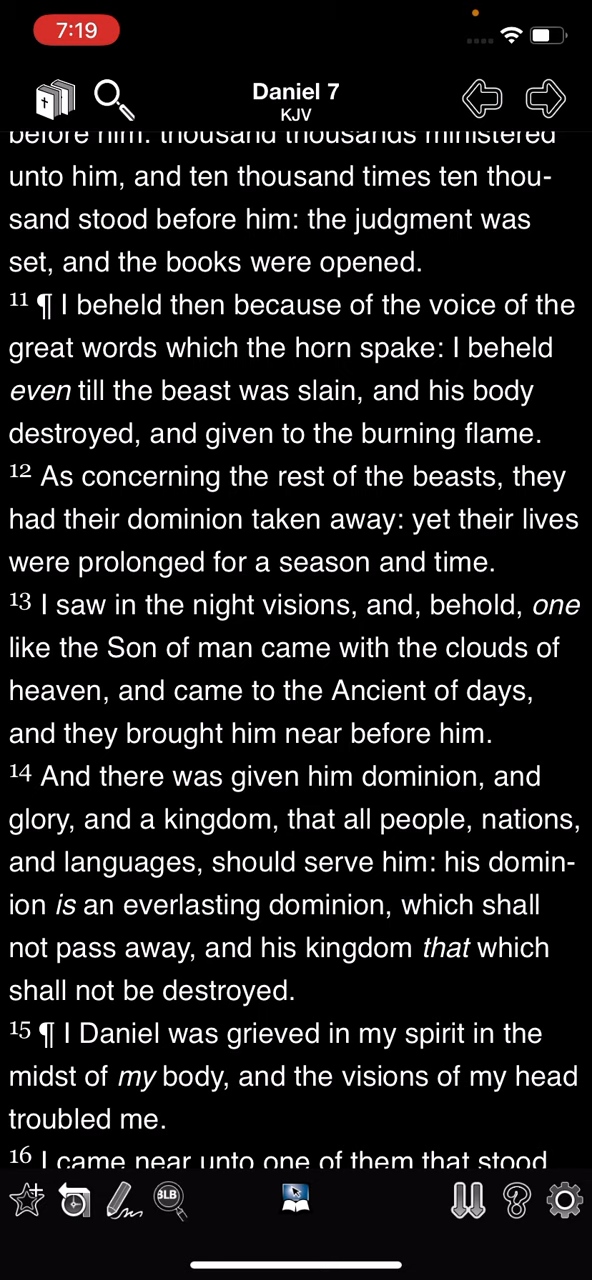 7:19
Daniel 7
KJV
before him: thousand thousands ministered
unto him, and ten thousand times ten thou-
sand stood before him: the judgment was
set, and the books were opened.
11 ¶ I beheld then because of the voice of the
great words which the horn spake: I beheld
even till the beast was slain, and his body
destroyed, and given to the burning flame.
12 As concerning the rest of the beasts, they
had their dominion taken away: yet their lives
were prolonged for a season and time.
13 I saw in the night visions, and, behold, one
like the Son of man came with the clouds of
heaven, and came to the Ancient of days,
and they brought him near before him.
14 And there was given him dominion, and
glory, and a kingdom, that all people, nations,
and languages, should serve him: his domin-
ion is an everlasting dominion, which shall
not pass away, and his kingdom that which
shall not be destroyed.
15 ¶ I Daniel was grieved in my spirit in the
midst of my body, and the visions of my head
troubled me.
16 I came near unto one of them that stood
BLB